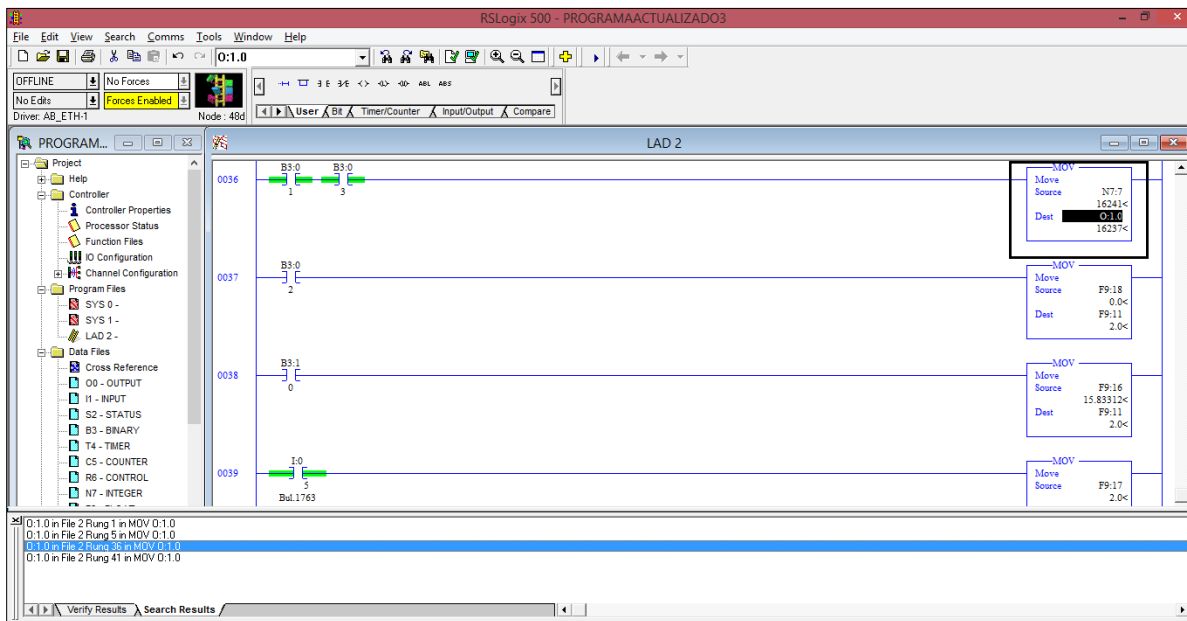 RSLogix 500 - PROGRAMAACTUALIZADO3
File Edit View Search Comms Tools Window Help
O:1.0
OFFLINE No Forces
No Edits Forces Enabled
Driver: AB_ETH-1 Node : 48d
ABL ABS
User Bit Timer/Counter Input/Output Compare
PROGRAM...
LAD 2
Project
Help
Controller
Controller Properties
Processor Status
Function Files
IO Configuration
Channel Configuration
Program Files
SYS 0 -
SYS 1 -
LAD 2 -
Data Files
Cross Reference
O0 - OUTPUT
I1 - INPUT
S2 - STATUS
B3 - BINARY
T4 - TIMER
C5 - COUNTER
R6 - CONTROL
N7 - INTEGER
0036
B3:0 B3:0
1 3
MOV
Move
Source N7:7
16241<
Dest O:1.0
16237<
0037
B3:0
2
MOV
Move
Source F9:18
0.0<
Dest F9:11
2.0<
0038
B3:1
0
MOV
Move
Source F9:16
15.83312<
Dest F9:11
2.0<
0039
I:0
5
Bul.1763
MOV
Move
Source F9:17
2.0<
O:1.0 in File 2 Rung 1 in MOV O:1.0
O:1.0 in File 2 Rung 5 in MOV O:1.0
O:1.0 in File 2 Rung 36 in MOV O:1.0
O:1.0 in File 2 Rung 41 in MOV O:1.0
Verify Results Search Results